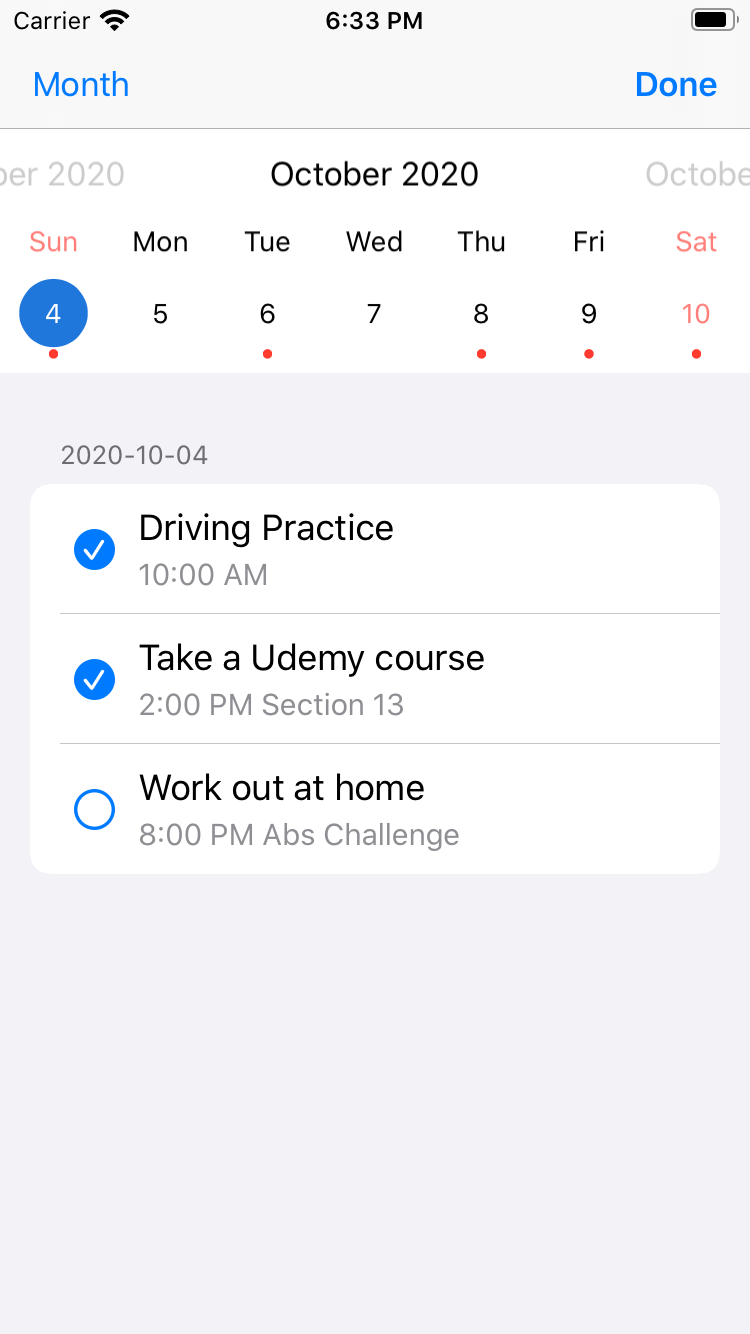 Carrier 6:33 PM
Month Done
ber 2020 October 2020 Octobe
Sun Mon Tue Wed Thu Fri Sat
4 5 6 7 8 9 10
2020-10-04
Driving Practice
10:00 AM
Take a Udemy course
2:00 PM Section 13
Work out at home
8:00 PM Abs Challenge